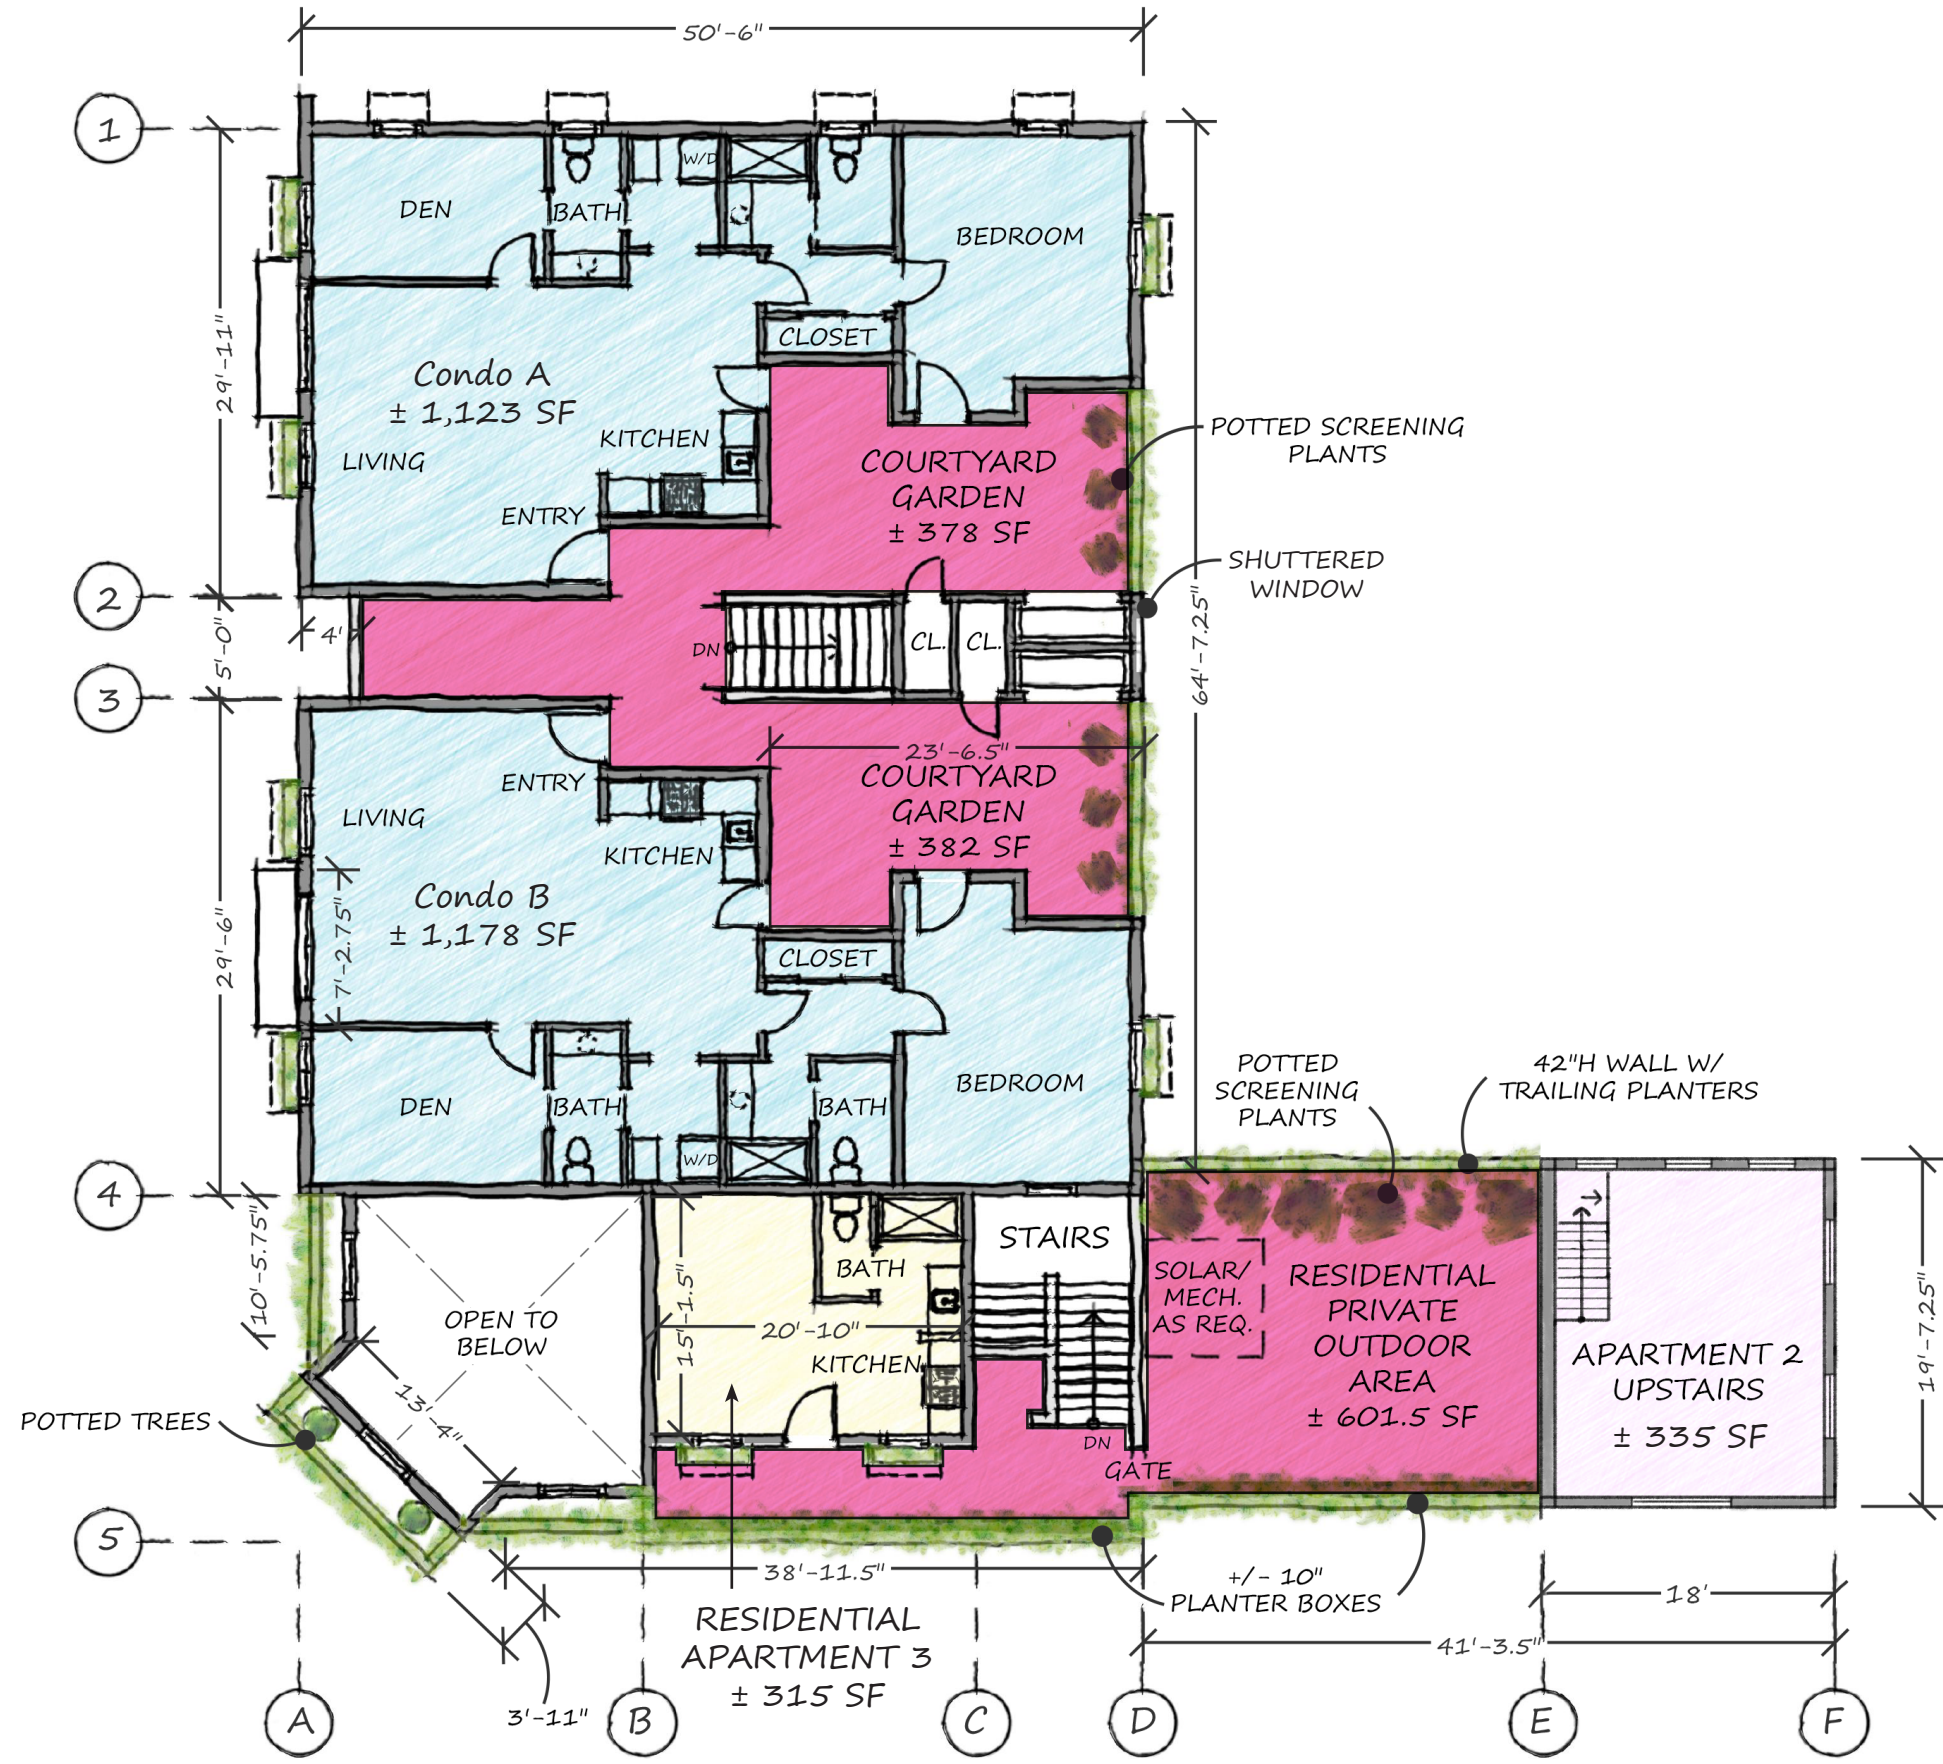 50'-6"
1
W/D
DEN
BATH
BEDROOM
29'-11"
CLOSET
Condo A
± 1,123 SF
KITCHEN
LIVING
ENTRY
COURTYARD
GARDEN
± 378 SF
POTTED SCREENING
PLANTS
SHUTTERED
WINDOW
2
4'
5'-0"
DN
CL.
CL.
64'-7.25"
3
23'-6.5"
COURTYARD
GARDEN
± 382 SF
ENTRY
LIVING
KITCHEN
Condo B
± 1,178 SF
29'-6"
7'-2.75"
CLOSET
BEDROOM
DEN
BATH
BATH
W/D
POTTED
SCREENING
PLANTS
42"H WALL W/
TRAILING PLANTERS
4
10'-5.75"
STAIRS
BATH
OPEN TO
BELOW
15'-1.5"
20'-10"
KITCHEN
SOLAR/
MECH.
AS REQ.
RESIDENTIAL
PRIVATE
OUTDOOR
AREA
± 601.5 SF
APARTMENT 2
UPSTAIRS
± 335 SF
19'-7.25"
13'-4"
POTTED TREES
DN
GATE
5
38'-11.5"
+/- 10"
PLANTER BOXES
18'
41'-3.5"
RESIDENTIAL
APARTMENT 3
± 315 SF
3'-11"
A
B
C
D
E
F